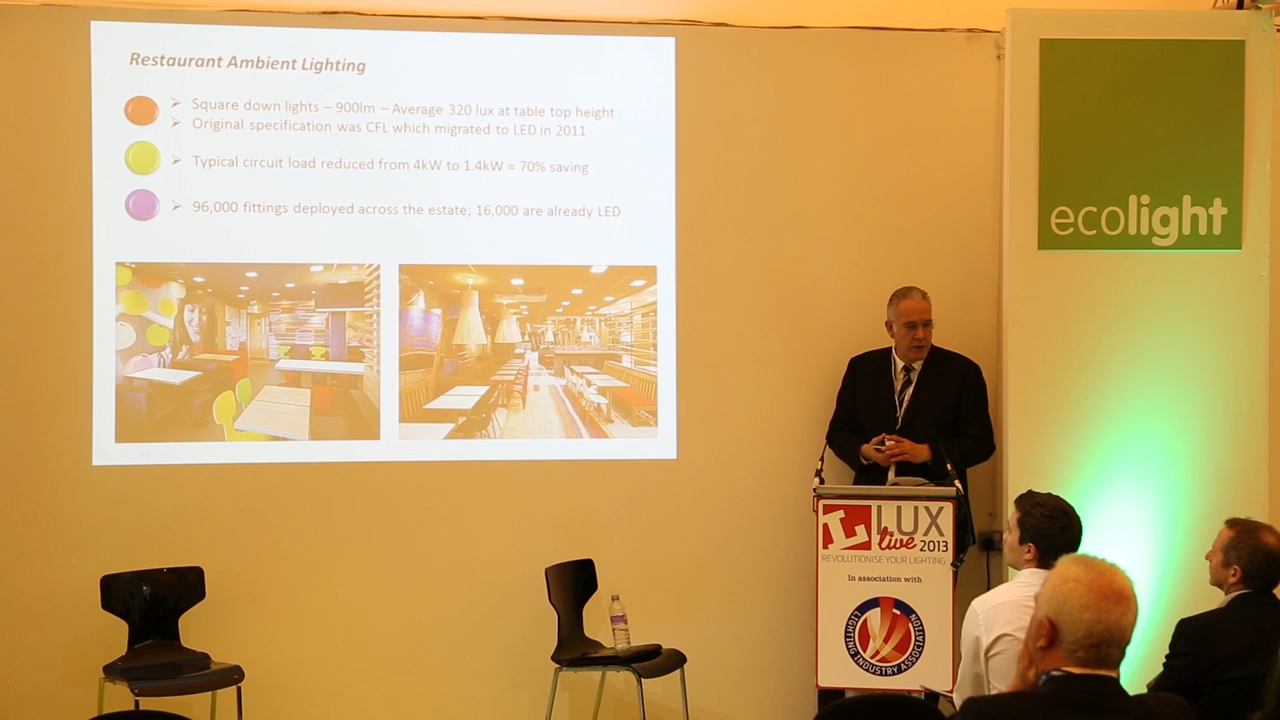 Restaurant Ambient Lighting
➢ Square down lights – 900lm – Average 320 lux at table top height
➢ Original specification was CFL which migrated to LED in 2011
➢ Typical circuit load reduced from 4kW to 1.4kW = 70% saving
➢ 96,000 fittings deployed across the estate; 16,000 are already LED
ecolight
L LUX
live 2013
REVOLUTIONISE YOUR LIGHTING
In association with
LIGHTING INDUSTRY ASSOCIATION